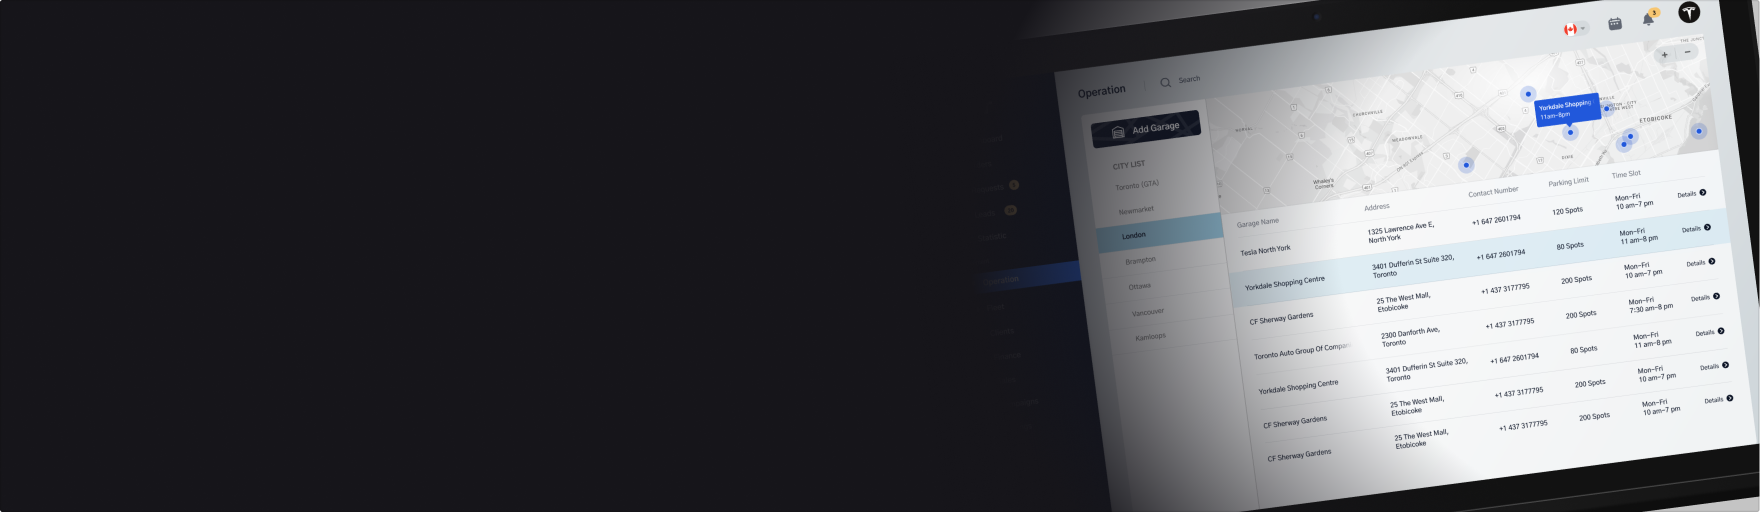 3
Operation
Search
Add Garage
CITY LIST
Toronto (GTA)
Newmarket
London
Brampton
Ottawa
Vancouver
Kamloops
CHURCHVILLE
MEADOWVALE
Whaley's
Corners
Yorkdale Shopping
11am-8pm
ETOBICOKE
DIXIE
Garage Name Address Contact Number Parking Limit Time Slot
Tesla North York 1325 Lawrence Ave E, North York +1 647 2601794 120 Spots Mon-Fri 10 am-7 pm Details
Yorkdale Shopping Centre 3401 Dufferin St Suite 320, Toronto +1 647 2601794 80 Spots Mon-Fri 11 am-8 pm Details
CF Sherway Gardens 25 The West Mall, Etobicoke +1 437 3177795 200 Spots Mon-Fri 10 am-7 pm Details
Toronto Auto Group Of Compan 2300 Danforth Ave, Toronto +1 437 3177795 200 Spots Mon-Fri 7:30 am-8 pm Details
Yorkdale Shopping Centre 3401 Dufferin St Suite 320, Toronto +1 647 2601794 80 Spots Mon-Fri 11 am-8 pm Details
CF Sherway Gardens 25 The West Mall, Etobicoke +1 437 3177795 200 Spots Mon-Fri 10 am-7 pm Details
CF Sherway Gardens 25 The West Mall, Etobicoke +1 437 3177795 200 Spots Mon-Fri 10 am-7 pm Details